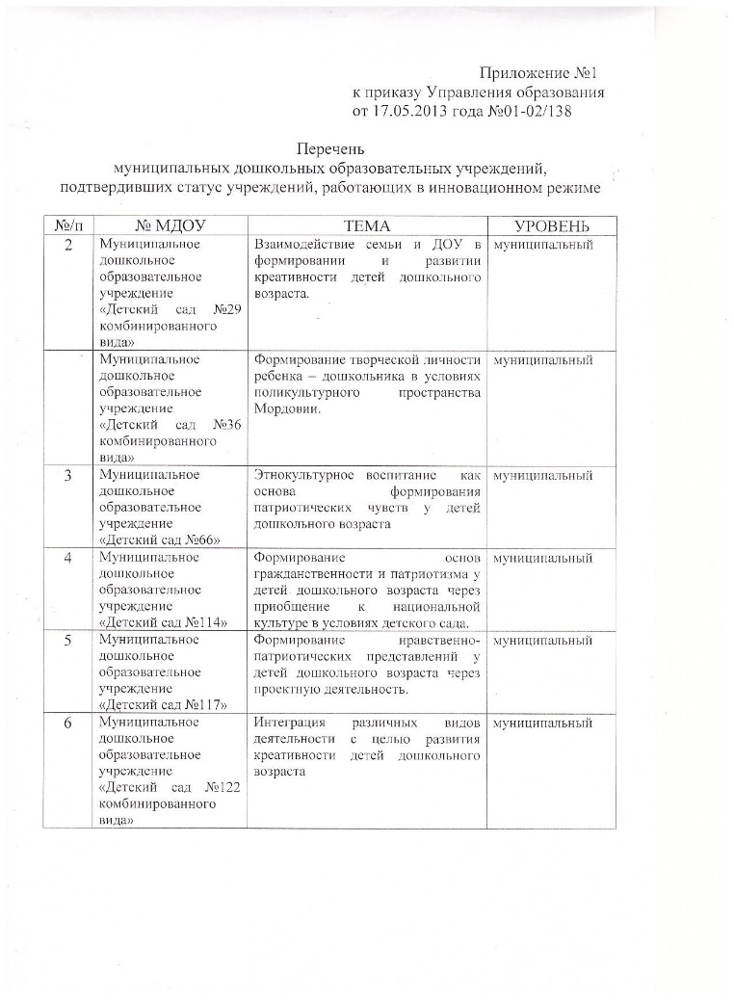 Приложение №1
к приказу Управления образования
от 17.05.2013 года №01-02/138
Перечень
муниципальных дошкольных образовательных учреждений,
подтвердивших статус учреждений, работающих в инновационном режиме
№/п № МДОУ ТЕМА УРОВЕНЬ
2 Муниципальное Взаимодействие семьи и ДОУ в муниципальный
дошкольное формировании и развитии
образовательное креативности детей дошкольного
учреждение возраста.
«Детский сад №29
комбинированного
вида»
Муниципальное Формирование творческой личности муниципальный
дошкольное ребенка – дошкольника в условиях
образовательное поликультурного пространства
учреждение Мордовии.
«Детский сад №36
комбинированного
вида»
3 Муниципальное Этнокультурное воспитание как муниципальный
дошкольное основа формирования
образовательное патриотических чувств у детей
учреждение дошкольного возраста
«Детский сад №66»
4 Муниципальное Формирование основ муниципальный
дошкольное гражданственности и патриотизма у
образовательное детей дошкольного возраста через
учреждение приобщение к национальной
«Детский сад №114» культуре в условиях детского сада.
5 Муниципальное Формирование нравственно- муниципальный
дошкольное патриотических представлений у
образовательное детей дошкольного возраста через
учреждение проектную деятельность.
«Детский сад №117»
6 Муниципальное Интеграция различных видов муниципальный
дошкольное деятельности с целью развития
образовательное креативности детей дошкольного
учреждение возраста
«Детский сад №122
комбинированного
вида»